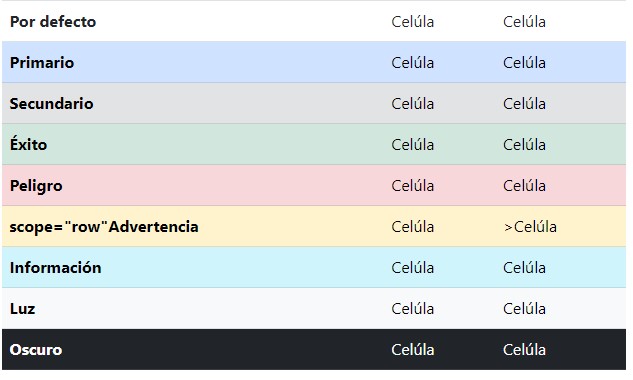 Por defecto Celúla Celúla
Primario Celúla Celúla
Secundario Celúla Celúla
Éxito Celúla Celúla
Peligro Celúla Celúla
scope="row"Advertencia Celúla >Celúla
Información Celúla Celúla
Luz Celúla Celúla
Oscuro Celúla Celúla